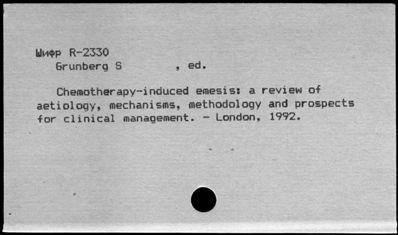 Шифр R-2330
Grunberg S , ed.
Chemotherapy-induced emesis: a review of
aetiology, mechanisms, methodology and prospects
for clinical management. - London, 1992.